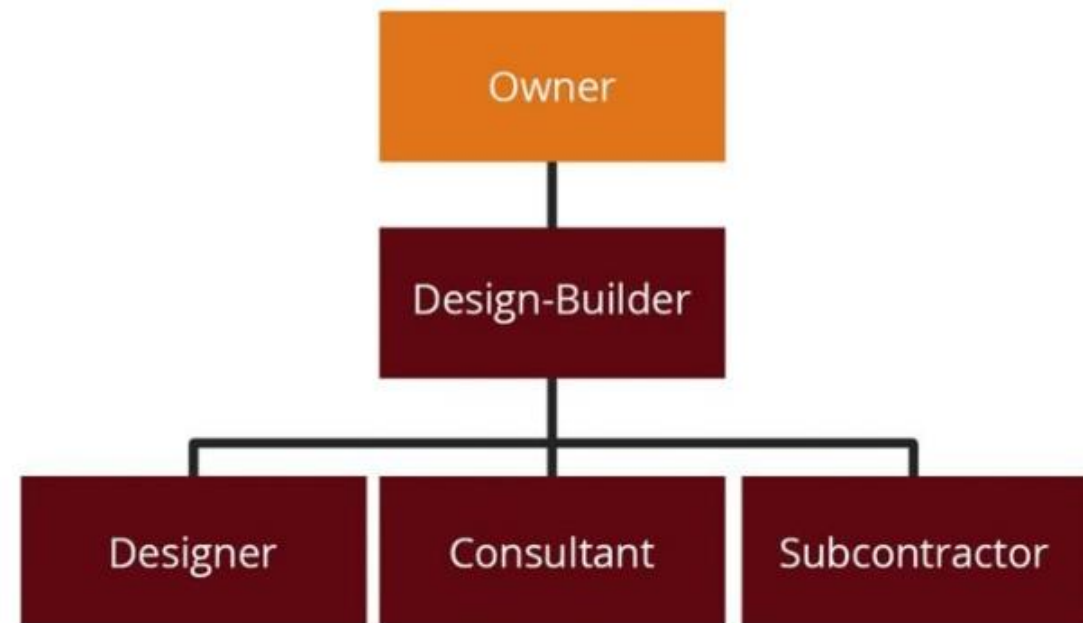 Owner
Design-Builder
Designer
Consultant
Subcontractor